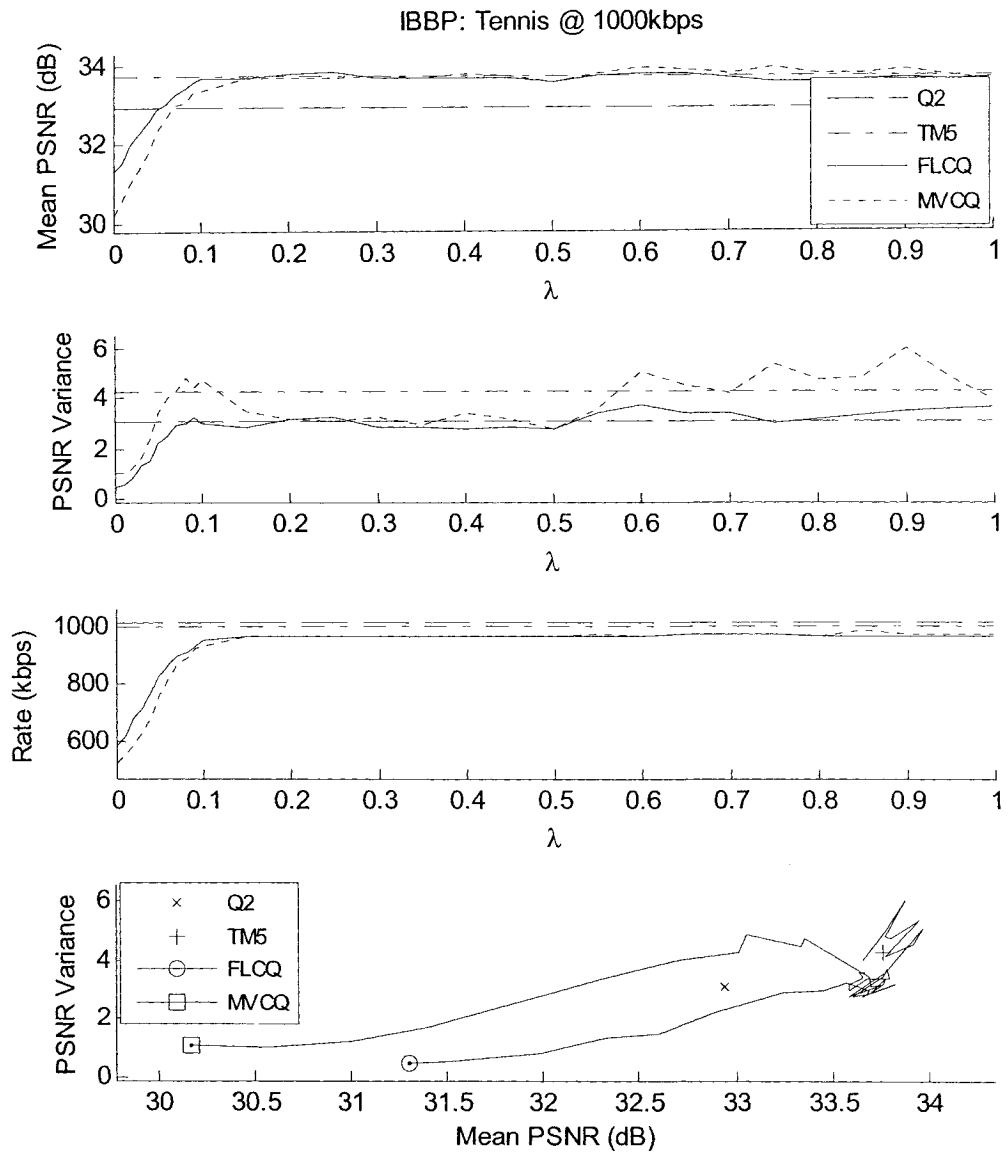 IBBP: Tennis @ 1000kbps
Mean PSNR (dB)
34
32
30
Q2
TM5
FLCQ
MVCQ
0 0.1 0.2 0.3 0.4 0.5 0.6 0.7 0.8 0.9 1
λ
PSNR Variance
6
4
2
0
0 0.1 0.2 0.3 0.4 0.5 0.6 0.7 0.8 0.9 1
λ
Rate (kbps)
1000
800
600
0 0.1 0.2 0.3 0.4 0.5 0.6 0.7 0.8 0.9 1
λ
PSNR Variance
6
4
2
0
Q2
TM5
FLCQ
MVCQ
30 30.5 31 31.5 32 32.5 33 33.5 34
Mean PSNR (dB)